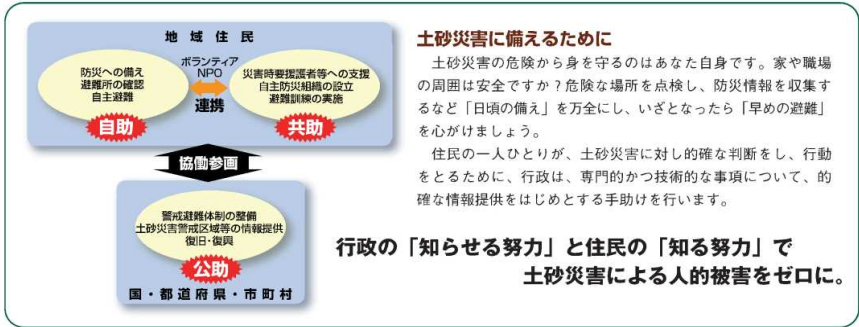 地域住民
防災への備え
避難所の確認
自主避難
自助
ボランティア
NPO
連携
災害時要援護者等への支援
自主防災組織の設立
避難訓練の実施
共助
協働参画
警戒避難体制の整備
土砂災害警戒区域等の情報提供
復旧・復興
公助
国・都道府県・市町村
土砂災害に備えるために
土砂災害の危険から身を守るのはあなた自身です。家や職場
の周囲は安全ですか？危険な場所を点検し、防災情報を収集す
るなど「日頃の備え」を万全にし、いざとなったら「早めの避難」
を心がけましょう。
住民の一人ひとりが、土砂災害に対し的確な判断をし、行動
をとるために、行政は、専門的かつ技術的な事項について、的
確な情報提供をはじめとする手助けを行います。
行政の「知らせる努力」と住民の「知る努力」で
土砂災害による人的被害をゼロに。